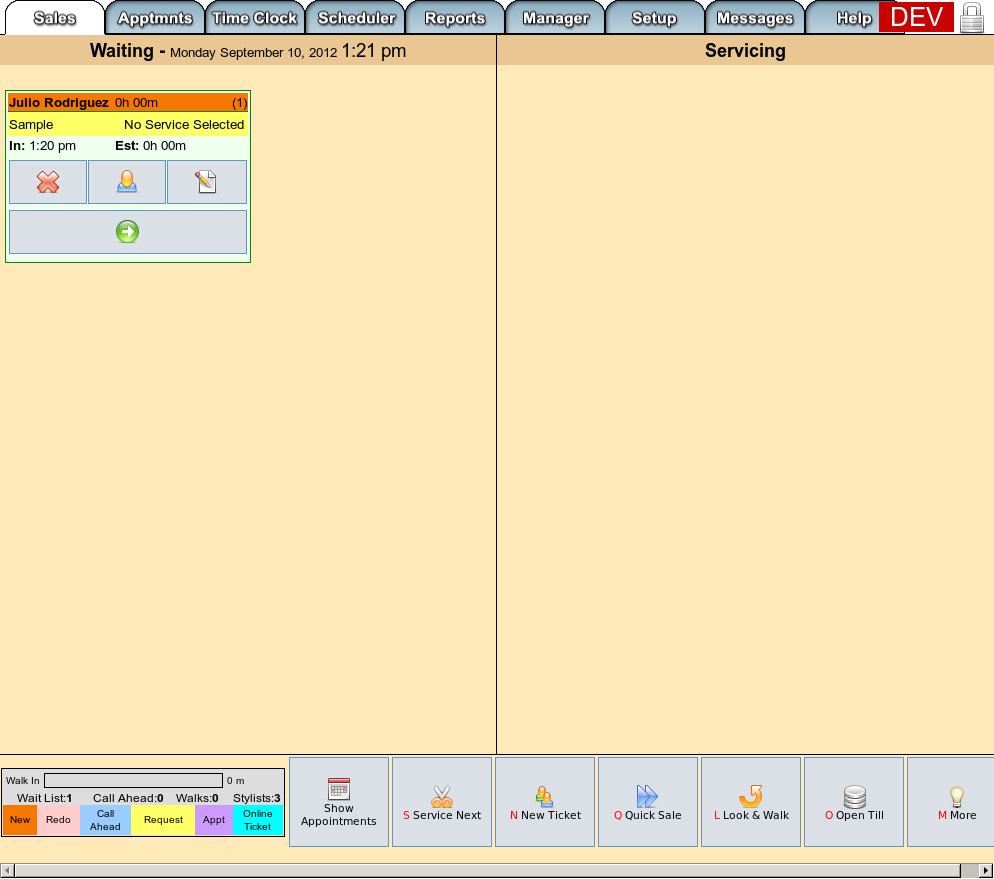 Sales Apptmnts Time Clock Scheduler Reports Manager Setup Messages Help DEV
Waiting - Monday September 10, 2012 1:21 pm
Servicing
Julio Rodriguez 0h 00m (1)
Sample No Service Selected
In: 1:20 pm Est: 0h 00m
Walk In 0 m
Wait List:1 Call Ahead:0 Walks:0 Stylists:3
New
Redo
Call
Ahead
Request
Appt
Online
Ticket
Show
Appointments
S Service Next
N New Ticket
Q Quick Sale
L Look & Walk
O Open Till
M More